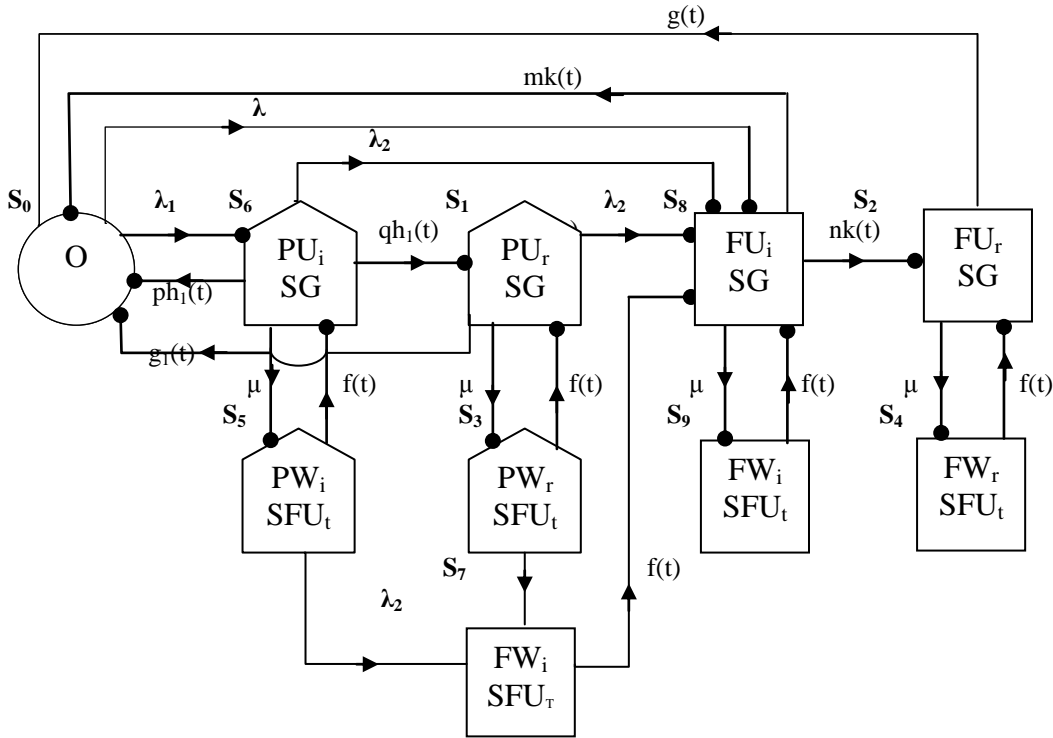 g(t)
mk(t)
λ
λ₂
S₀
λ₁
S₆
S₁
λ₂
S₈
S₂
O
PUᵢ
SG
qh₁(t)
PUᵣ
SG
)
FUᵢ
SG
nk(t)
FUᵣ
SG
ph₁(t)
g₁(t)
μ
f(t)
μ
f(t)
μ
f(t)
μ
f(t)
S₅
S₃
S₉
S₄
PWᵢ
SFUₜ
PWᵣ
SFUₜ
FWᵢ
SFUₜ
FWᵣ
SFUₜ
S₇
f(t)
λ₂
FWᵢ
SFU_T